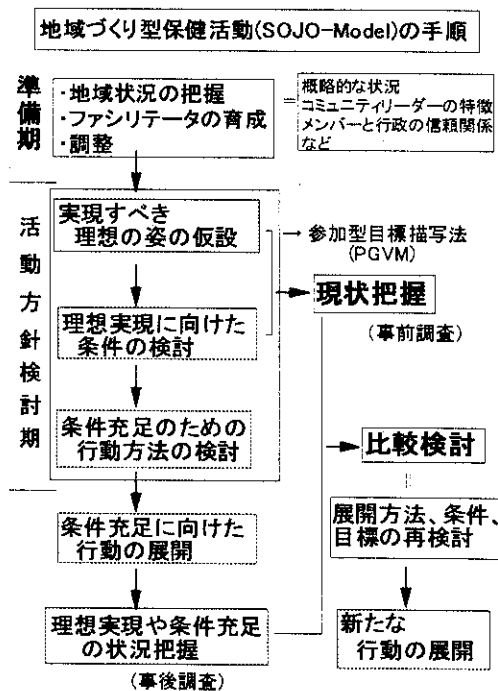 地域づくり型保健活動(SOJO-Model)の手順
準備期
・地域状況の把握
・ファシリテータの育成
・調整
概略的な状況
コミュニティリーダーの特徴
メンバーと行政の信頼関係
など
活動方針検討期
実現すべき
理想の姿の仮設
→ 参加型目標描写法
(PGVM)
現状把握
(事前調査)
理想実現に向けた
条件の検討
条件充足のための
行動方法の検討
比較検討
展開方法、条件、
目標の再検討
条件充足に向けた
行動の展開
新たな
行動の展開
理想実現や条件充足
の状況把握
(事後調査)